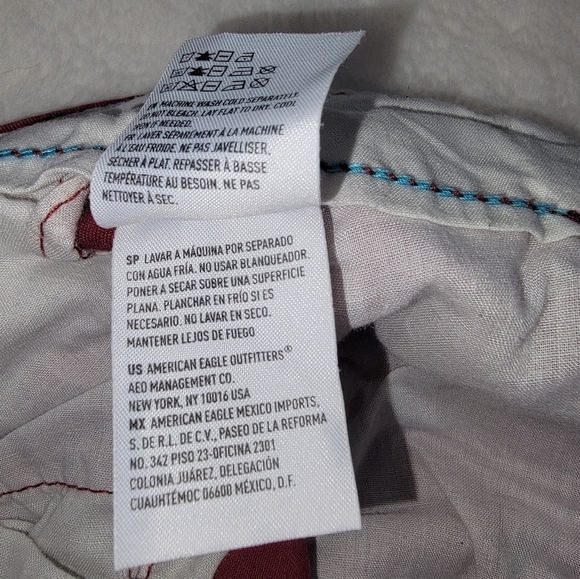 EN MACHINE WASH COLD SEPARATELY.
DO NOT BLEACH. LAY FLAT TO DRY. COOL
IRON IF NEEDED.
FR LAVER SÉPARÉMENT À LA MACHINE
À L'EAU FROIDE. NE PAS JAVELLISER.
SÉCHER À PLAT. REPASSER À BASSE
TEMPÉRATURE AU BESOIN. NE PAS
NETTOYER À SEC.
SP LAVAR A MÁQUINA POR SEPARADO
CON AGUA FRÍA. NO USAR BLANQUEADOR.
PONER A SECAR SOBRE UNA SUPERFICIE
PLANA. PLANCHAR EN FRÍO SI ES
NECESARIO. NO LAVAR EN SECO.
MANTENER LEJOS DE FUEGO
US AMERICAN EAGLE OUTFITTERS®
AEO MANAGEMENT CO.
NEW YORK, NY 10016 USA
MX AMERICAN EAGLE MEXICO IMPORTS,
S. DE R.L. DE C.V., PASEO DE LA REFORMA
NO. 342 PISO 23-OFICINA 2301
COLONIA JUÁREZ, DELEGACIÓN
CUAUHTÉMOC 06600 MÉXICO, D.F.